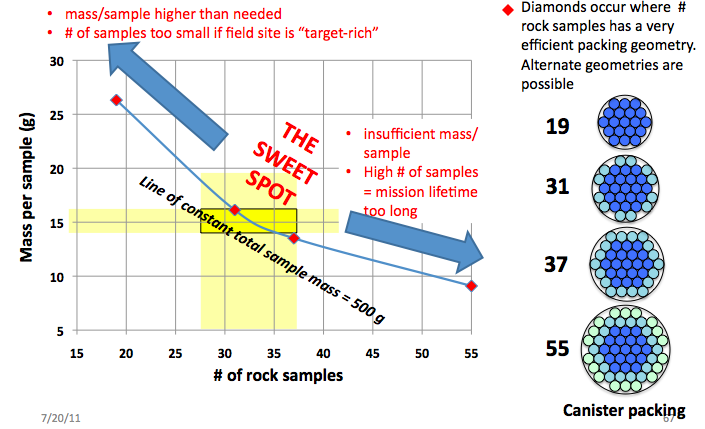 • mass/sample higher than needed
• # of samples too small if field site is “target-rich”
Diamonds occur where #
rock samples has a very
efficient packing geometry.
Alternate geometries are
possible
30
25
20
15
10
5
Mass per sample (g)
THE
SWEET
SPOT
• insufficient mass/
sample
• High # of samples
= mission lifetime
too long
Line of constant total sample mass = 500 g
15 20 25 30 35 40 45 50 55
# of rock samples
19
31
37
55
Canister packing
7/20/11
67